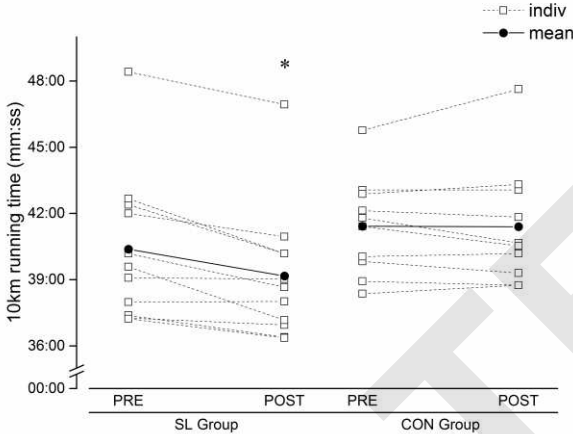 indiv
mean
*
10km running time (mm:ss)
48:00
45:00
42:00
39:00
36:00
00:00
PRE POST PRE POST
SL Group CON Group